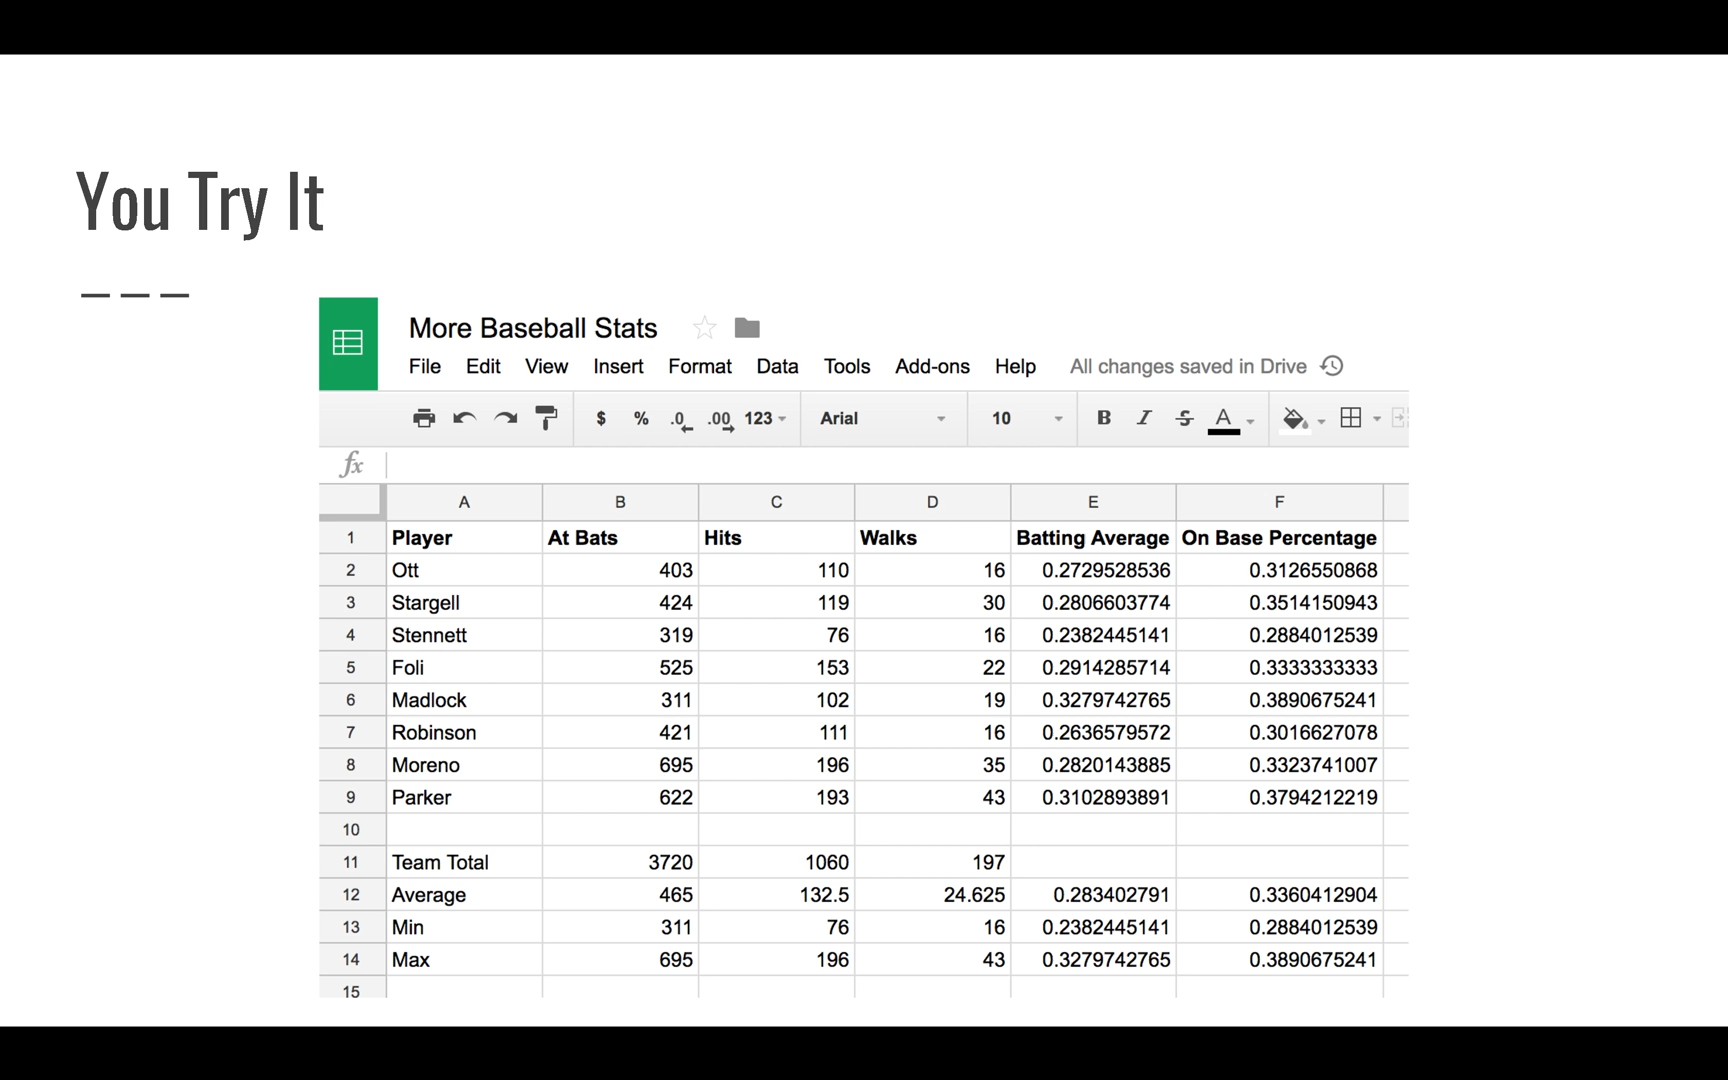 You Try It
More Baseball Stats
File Edit View Insert Format Data Tools Add-ons Help All changes saved in Drive
$ % .0 .00 123 Arial 10 B I S A
fx
A B C D E F
1 Player At Bats Hits Walks Batting Average On Base Percentage
2 Ott 403 110 16 0.2729528536 0.3126550868
3 Stargell 424 119 30 0.2806603774 0.3514150943
4 Stennett 319 76 16 0.2382445141 0.2884012539
5 Foli 525 153 22 0.2914285714 0.3333333333
6 Madlock 311 102 19 0.3279742765 0.3890675241
7 Robinson 421 111 16 0.2636579572 0.3016627078
8 Moreno 695 196 35 0.2820143885 0.3323741007
9 Parker 622 193 43 0.3102893891 0.3794212219
10
11 Team Total 3720 1060 197
12 Average 465 132.5 24.625 0.283402791 0.3360412904
13 Min 311 76 16 0.2382445141 0.2884012539
14 Max 695 196 43 0.3279742765 0.3890675241
15